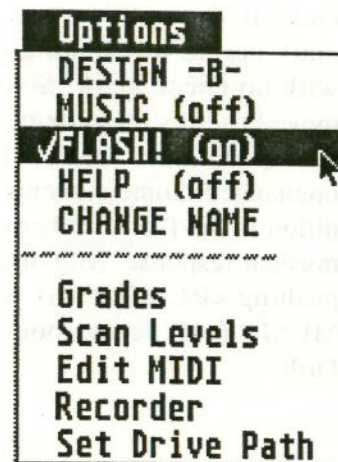 Options
DESIGN B-
MUSIC (off)
✓FLASH! (on)
HELP (off)
CHANGE NAME
Grades
Scan Levels
Edit MIDI
Recorder
Set Drive Path